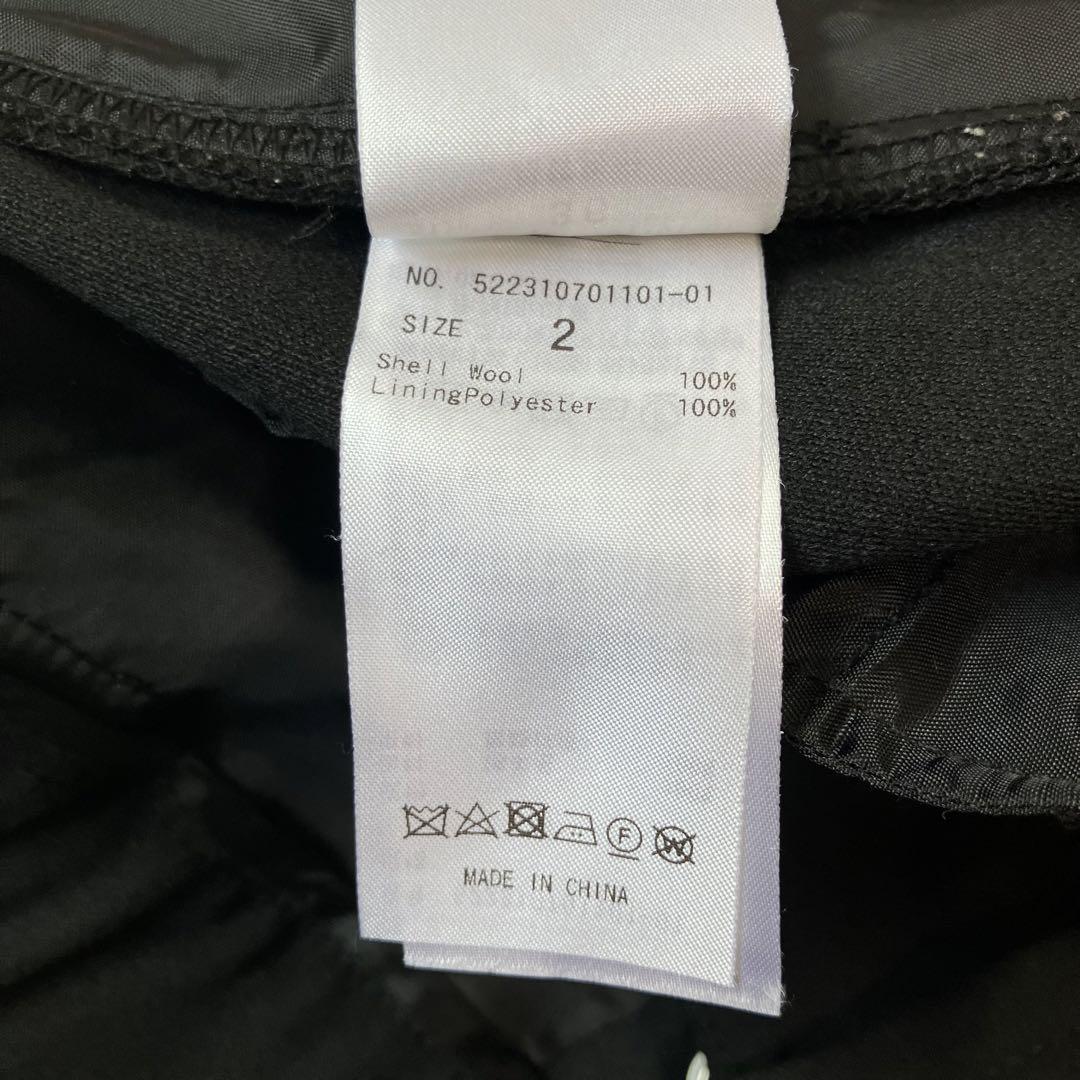 NO. 522310701101-01
SIZE 2
Shell Wool 100%
LiningPolyester 100%
F W
MADE IN CHINA